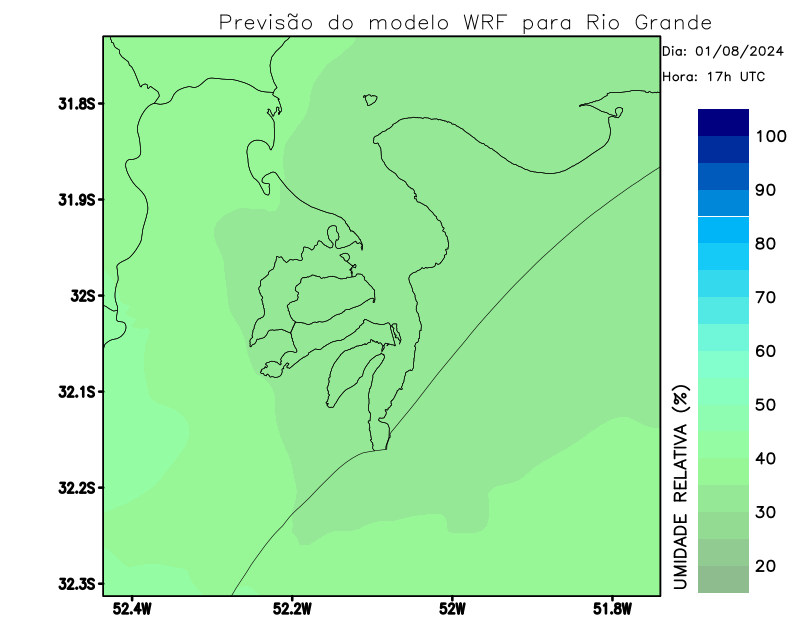 Previsão do modelo WRF para Rio Grande
Dia: 01/08/2024
Hora: 17h UTC
31.8S
31.9S
32S
32.1S
32.2S
32.3S
52.4W
52.2W
52W
51.8W
UMIDADE RELATIVA (%)
100
90
80
70
60
50
40
30
20